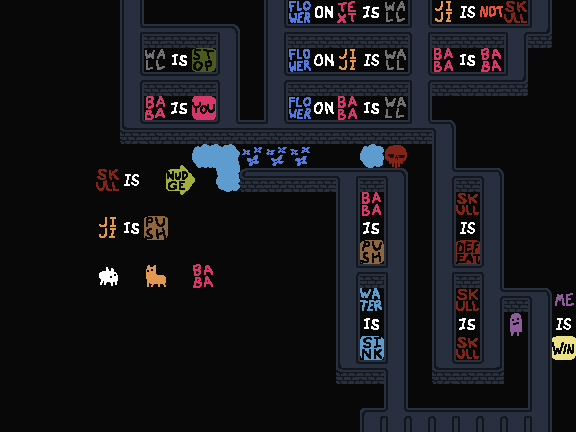 FLOWER ON TEXT IS WALL
JIJI IS NOT SKULL
WALL IS STOP
FLOWER ON JIJI IS WALL
BABA IS BABA
BABA IS YOU
FLOWER ON BABA IS WALL
SKULL IS NUDGE
JIJI IS PUSH
BABA
BABA IS PUSH
SKULL IS DEFEAT
WATER IS SINK
SKULL IS SKULL
ME IS WIN